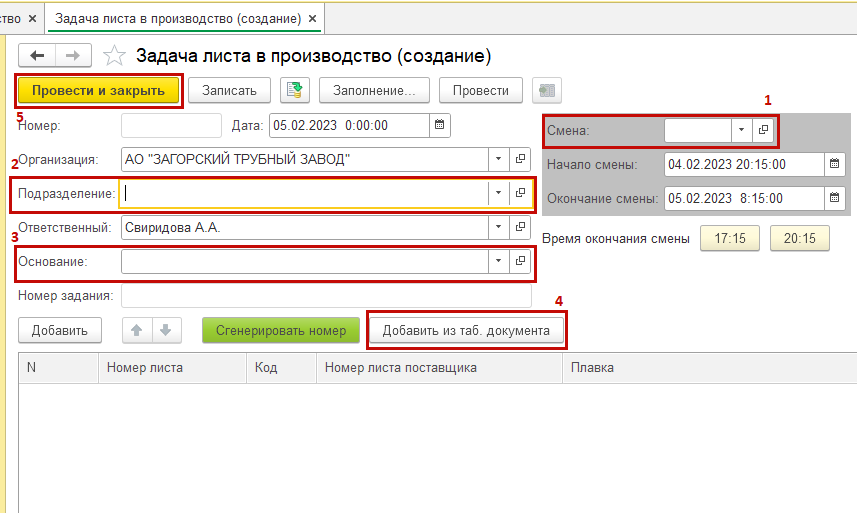 ство × Задача листа в производство (создание) ×
Задача листа в производство (создание)
Провести и закрыть Записать Заполнение... Провести
5 1
Номер: Дата: 05.02.2023 0:00:00 Смена:
2 Организация: АО "ЗАГОРСКИЙ ТРУБНЫЙ ЗАВОД" Начало смены: 04.02.2023 20:15:00
Подразделение: Окончание смены: 05.02.2023 8:15:00
Ответственный: Свиридова А.А.
3 Время окончания смены 17:15 20:15
Основание:
Номер задания: 4
Добавить Сгенерировать номер Добавить из таб. документа
N Номер листа Код Номер листа поставщика Плавка